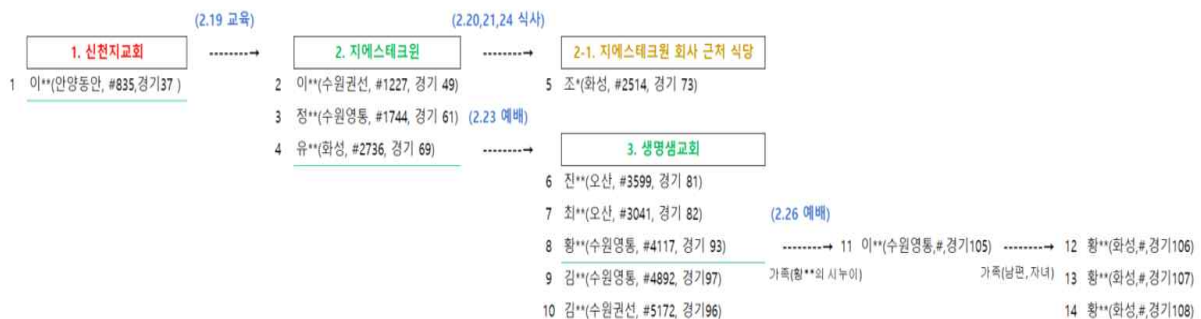 (2.19 교육) (2.20,21,24 식사)
1. 신천지교회 --------→ 2. 지에스테크윈 --------→ 2-1. 지에스테크원 회사 근처 식당
1 이**(안양동안, #835,경기37 ) 2 이**(수원권선, #1227, 경기 49) 5 조*(화성, #2514, 경기 73)
3 정**(수원영통, #1744, 경기 61) (2.23 예배)
4 유**(화성, #2736, 경기 69) --------→ 3. 생명샘교회
6 진**(오산, #3599, 경기 81)
7 최**(오산, #3041, 경기 82) (2.26 예배)
8 황**(수원영통, #4117, 경기 93) --------→ 11 이**(수원영통,#,경기105) --------→ 12 황**(화성,#,경기106)
9 김**(수원영통, #4892, 경기97) 가족(황**의 시누이) 가족(남편,자녀) 13 황**(화성,#,경기107)
10 김**(수원권선, #5172, 경기96) 14 황**(화성,#,경기108)